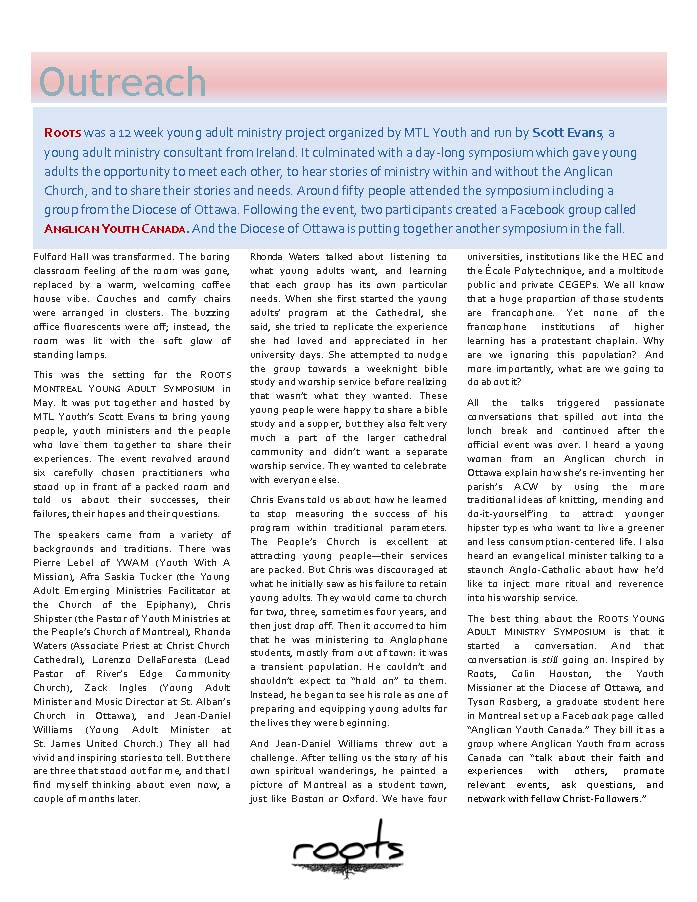 Outreach
ROOTS was a 12 week young adult ministry project organized by MTL Youth and run by Scott Evans, a
young adult ministry consultant from Ireland. It culminated with a day-long symposium which gave young
adults the opportunity to meet each other, to hear stories of ministry within and without the Anglican
Church, and to share their stories and needs. Around fifty people attended the symposium including a
group from the Diocese of Ottawa. Following the event, two participants created a Facebook group called
ANGLICAN YOUTH CANADA. And the Diocese of Ottawa is putting together another symposium in the fall.
Fulford Hall was transformed. The boring
classroom feeling of the room was gone,
replaced by a warm, welcoming coffee
house vibe. Couches and comfy chairs
were arranged in clusters. The buzzing
office fluorescents were off; instead, the
room was lit with the soft glow of
standing lamps.
This was the setting for the ROOTS
MONTREAL YOUNG ADULT SYMPOSIUM in
May. It was put together and hosted by
MTL Youth's Scott Evans to bring young
people, youth ministers and the people
who love them together to share their
experiences. The event revolved around
six carefully chosen practitioners who
stood up in front of a packed room and
told us about their successes, their
failures, their hopes and their questions.
The speakers came from a variety of
backgrounds and traditions. There was
Pierre Lebel of YWAM (Youth With A
Mission), Afra Saskia Tucker (the Young
Adult Emerging Ministries Facilitator at
the Church of the Epiphany), Chris
Shipster (the Pastor of Youth Ministries at
the People's Church of Montreal), Rhonda
Waters (Associate Priest at Christ Church
Cathedral), Lorenzo DellaForesta (Lead
Pastor of River's Edge Community
Church), Zack Ingles (Young Adult
Minister and Music Director at St. Alban's
Church in Ottawa), and Jean-Daniel
Williams (Young Adult Minister at
St. James United Church.) They all had
vivid and inspiring stories to tell. But there
are three that stood out for me, and that I
find myself thinking about even now, a
couple of months later.
Rhonda Waters talked about listening to
what young adults want, and learning
that each group has its own particular
needs. When she first started the young
adults' program at the Cathedral, she
said, she tried to replicate the experience
she had loved and appreciated in her
university days. She attempted to nudge
the group towards a weeknight bible
study and worship service before realizing
that wasn't what they wanted. These
young people were happy to share a bible
study and a supper, but they also felt very
much a part of the larger cathedral
community and didn't want a separate
worship service. They wanted to celebrate
with everyone else.
Chris Evans told us about how he learned
to stop measuring the success of his
program within traditional parameters.
The People's Church is excellent at
attracting young people—their services
are packed. But Chris was discouraged at
what he initially saw as his failure to retain
young adults. They would come to church
for two, three, sometimes four years, and
then just drop off. Then it occurred to him
that he was ministering to Anglophone
students, mostly from out of town: it was
a transient population. He couldn't and
shouldn't expect to "hold on" to them.
Instead, he began to see his role as one of
preparing and equipping young adults for
the lives they were beginning.
And Jean-Daniel Williams threw out a
challenge. After telling us the story of his
own spiritual wanderings, he painted a
picture of Montreal as a student town,
just like Boston or Oxford. We have four
universities, institutions like the HEC and
the École Polytechnique, and a multitude
public and private CEGEPs. We all know
that a huge proportion of those students
are francophone. Yet none of the
francophone institutions of higher
learning has a protestant chaplain. Why
are we ignoring this population? And
more importantly, what are we going to
do about it?
All the talks triggered passionate
conversations that spilled out into the
lunch break and continued after the
official event was over. I heard a young
woman from an Anglican church in
Ottawa explain how she's re-inventing her
parish's ACW by using the more
traditional ideas of knitting, mending and
do-it-yourself'ing to attract younger
hipster types who want to live a greener
and less consumption-centered life. I also
heard an evangelical minister talking to a
staunch Anglo-Catholic about how he'd
like to inject more ritual and reverence
into his worship service.
The best thing about the ROOTS YOUNG
ADULT MINISTRY SYMPOSIUM is that it
started a conversation. And that
conversation is still going on. Inspired by
Roots, Colin Houston, the Youth
Missioner at the Diocese of Ottawa, and
Tyson Rosberg, a graduate student here
in Montreal set up a Facebook page called
"Anglican Youth Canada." They bill it as a
group where Anglican Youth from across
Canada can "talk about their faith and
experiences with others, promote
relevant events, ask questions, and
network with fellow Christ-Followers."
roots